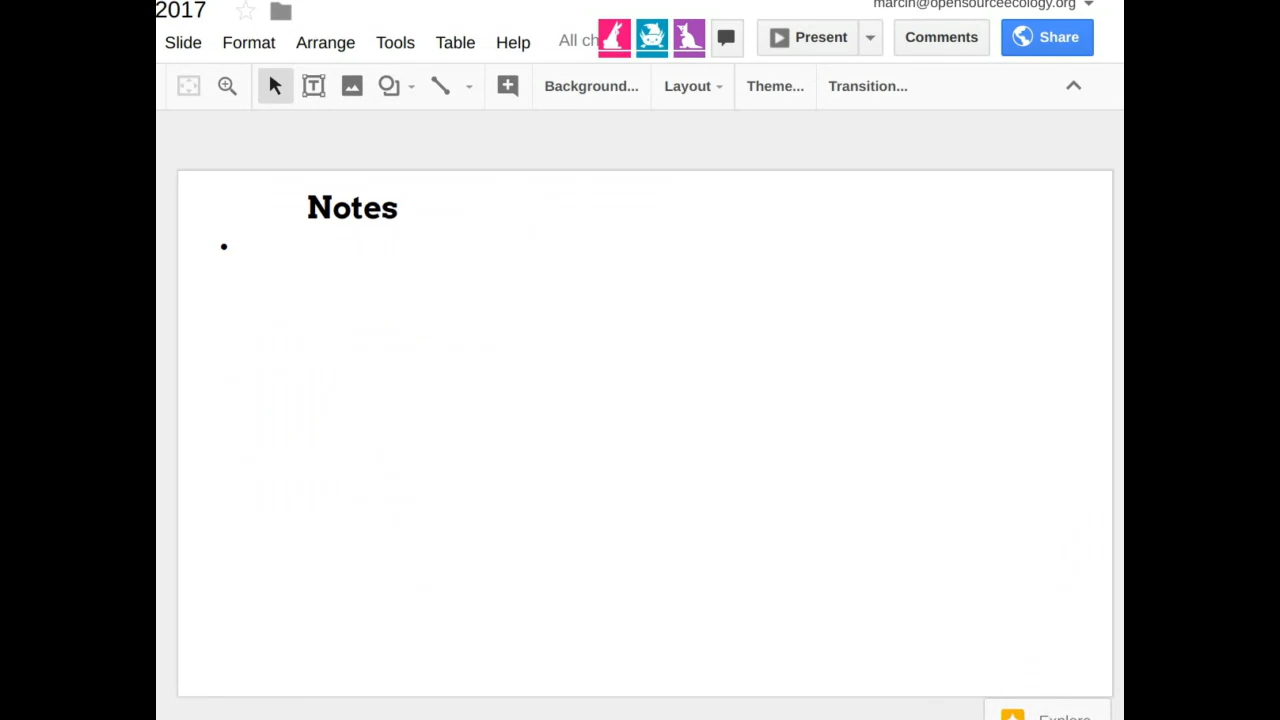 2017
marcin@opensourceecology.org
Slide Format Arrange Tools Table Help All ch Present Comments Share
Background... Layout Theme... Transition...
Notes
•
Explore